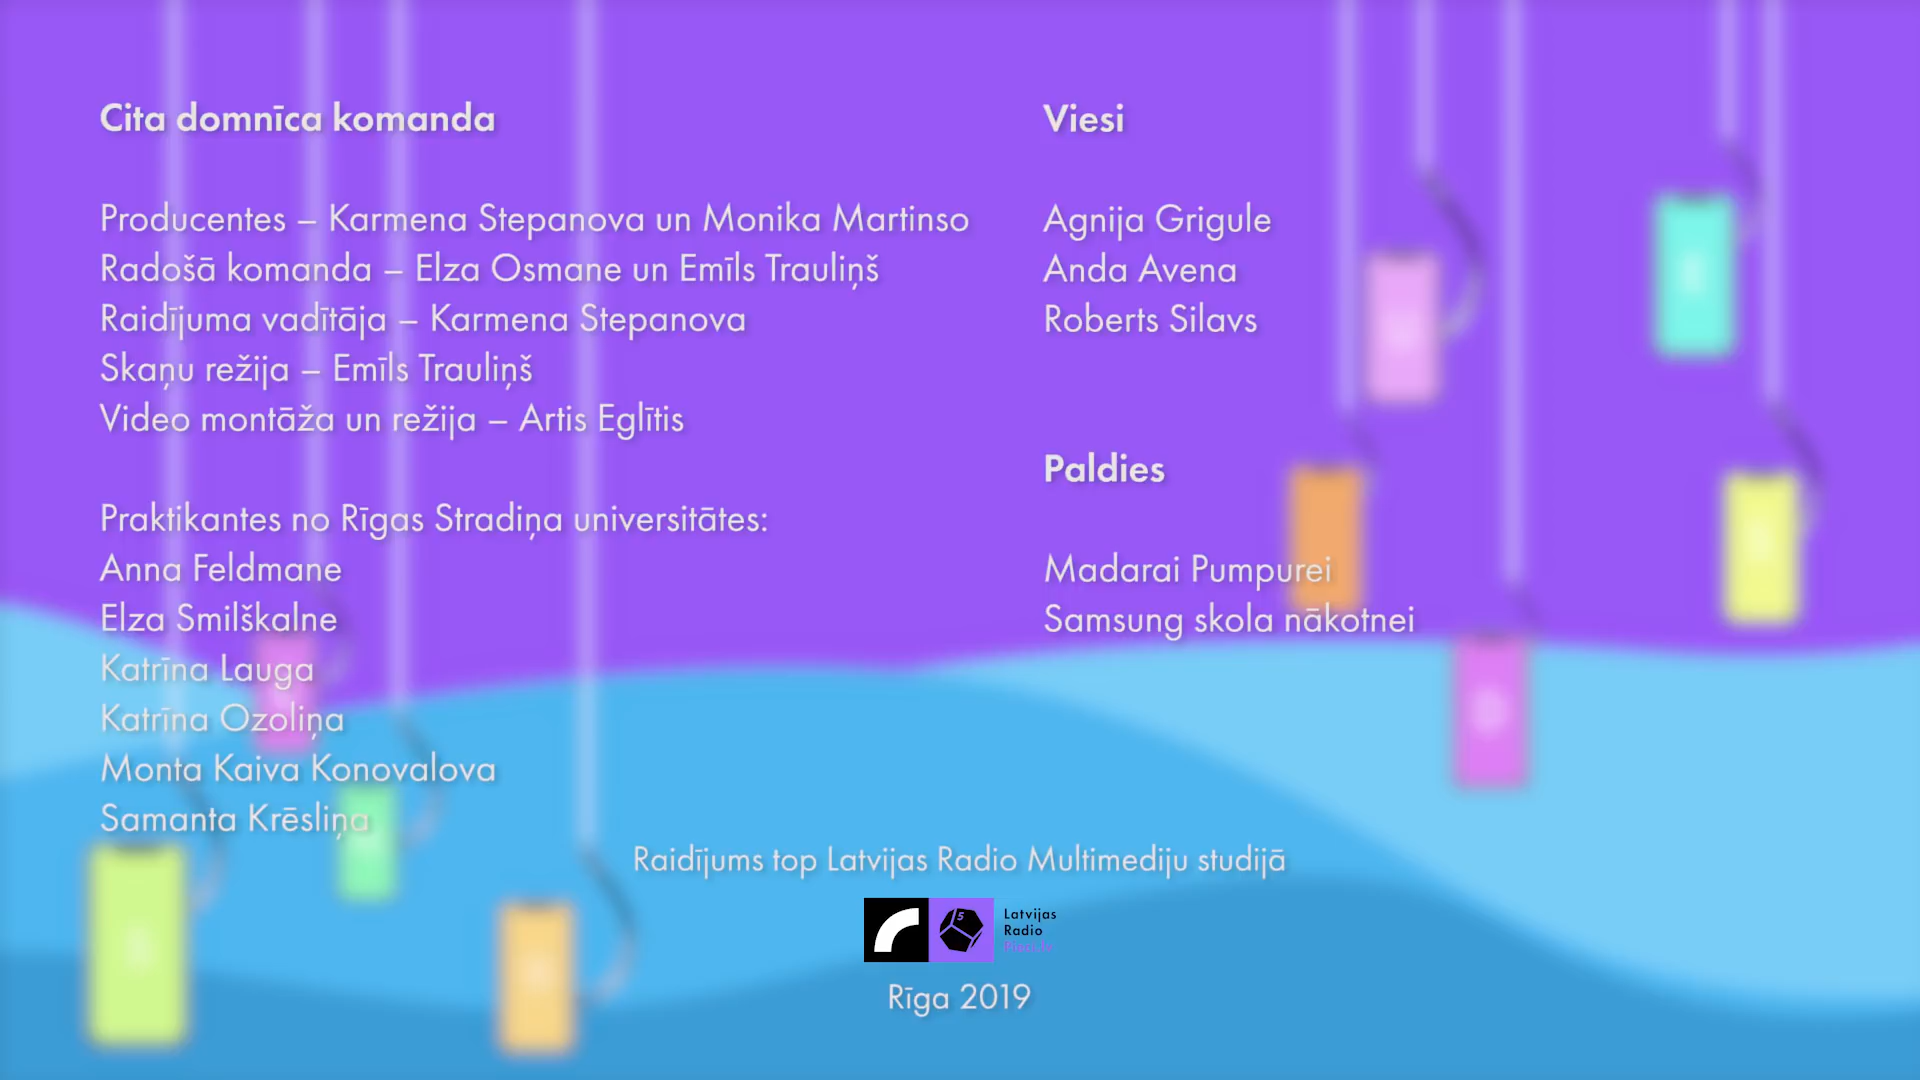 Cita domnīca komanda
Producentes – Karmena Stepanova un Monika Martinso
Radošā komanda – Elza Osmane un Emīls Trauliņš
Raidījuma vadītāja – Karmena Stepanova
Skaņu režija – Emīls Trauliņš
Video montāža un režija – Artis Eglītis
Praktikantes no Rīgas Stradiņa universitātes:
Anna Feldmane
Elza Smilškalne
Katrīna Lauga
Katrīna Ozoliņa
Monta Kaiva Konovalova
Samanta Krēsliņa
Viesi
Agnija Grigule
Anda Avena
Roberts Silavs
Paldies
Madarai Pumpurei
Samsung skola nākotnei
Raidījums top Latvijas Radio Multimediju studijā
5
Latvijas
Radio
Rīga 2019